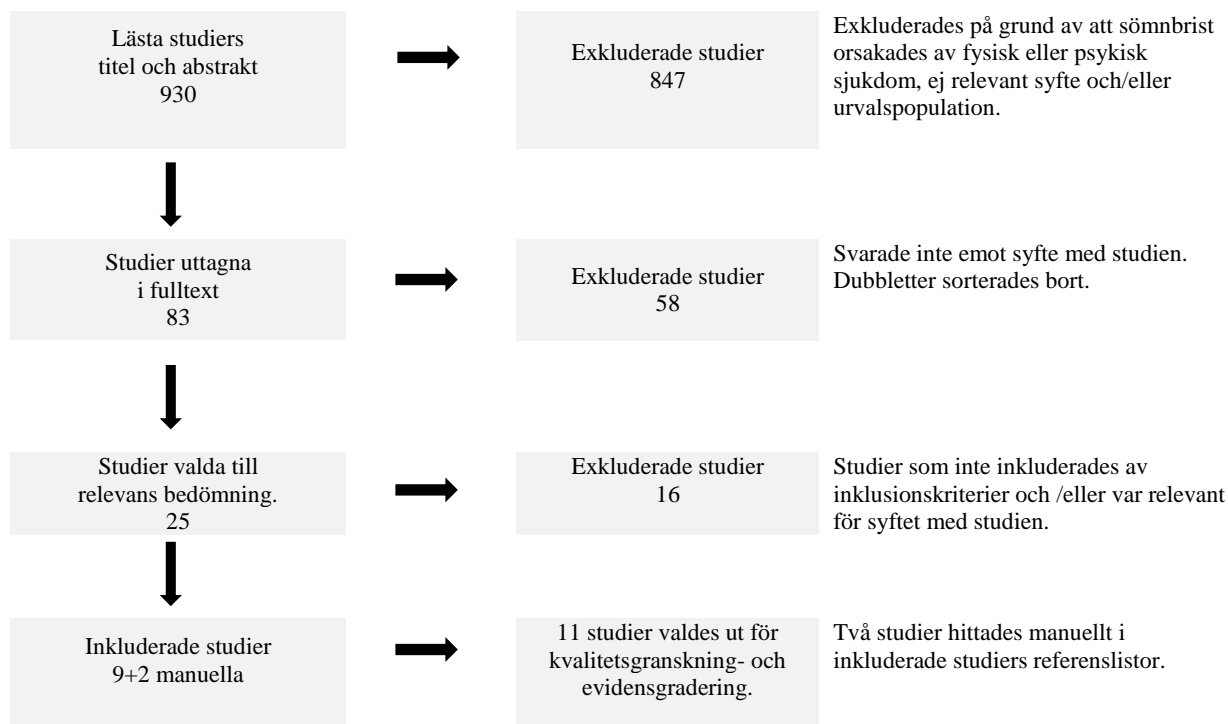 Lästa studiers
titel och abstrakt
930
Exkluderade studier
847
Exkluderades på grund av att sömnbrist
orsakades av fysisk eller psykisk
sjukdom, ej relevant syfte och/eller
urvalspopulation.
Studier uttagna
i fulltext
83
Exkluderade studier
58
Svarade inte emot syfte med studien.
Dubbletter sorterades bort.
Studier valda till
relevans bedömning.
25
Exkluderade studier
16
Studier som inte inkluderades av
inklusionskriterier och /eller var relevant
för syftet med studien.
Inkluderade studier
9+2 manuella
11 studier valdes ut för
kvalitetsgranskning- och
evidensgradering.
Två studier hittades manuellt i
inkluderade studiers referenslistor.